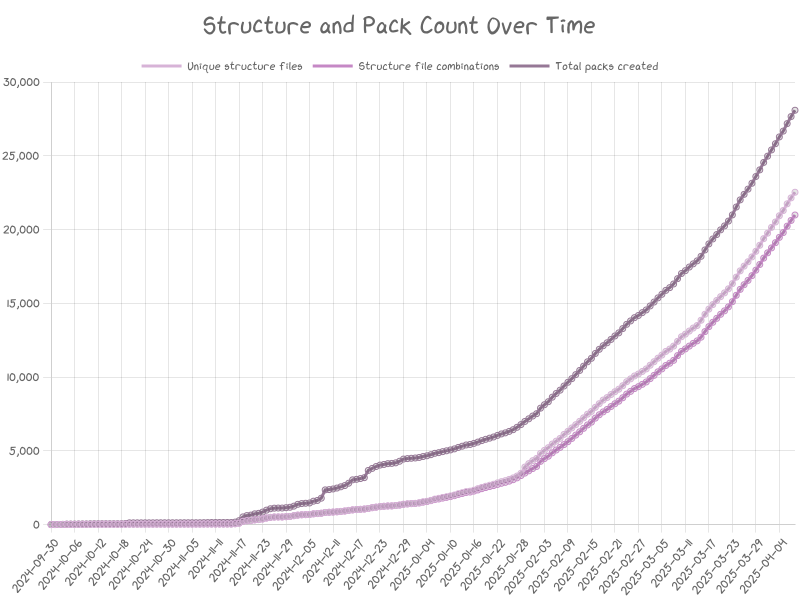 Structure and Pack Count Over Time
Unique structure files Structure file combinations Total packs created
30,000
25,000
20,000
15,000
10,000
5,000
0
2024-09-30 2024-10-06 2024-10-12 2024-10-18 2024-10-24 2024-10-30 2024-11-05 2024-11-11 2024-11-17 2024-11-23 2024-11-29 2024-12-05 2024-12-11 2024-12-17 2024-12-23 2024-12-29 2025-01-04 2025-01-10 2025-01-16 2025-01-22 2025-01-28 2025-02-03 2025-02-09 2025-02-15 2025-02-21 2025-02-27 2025-03-05 2025-03-11 2025-03-17 2025-03-23 2025-03-29 2025-04-04